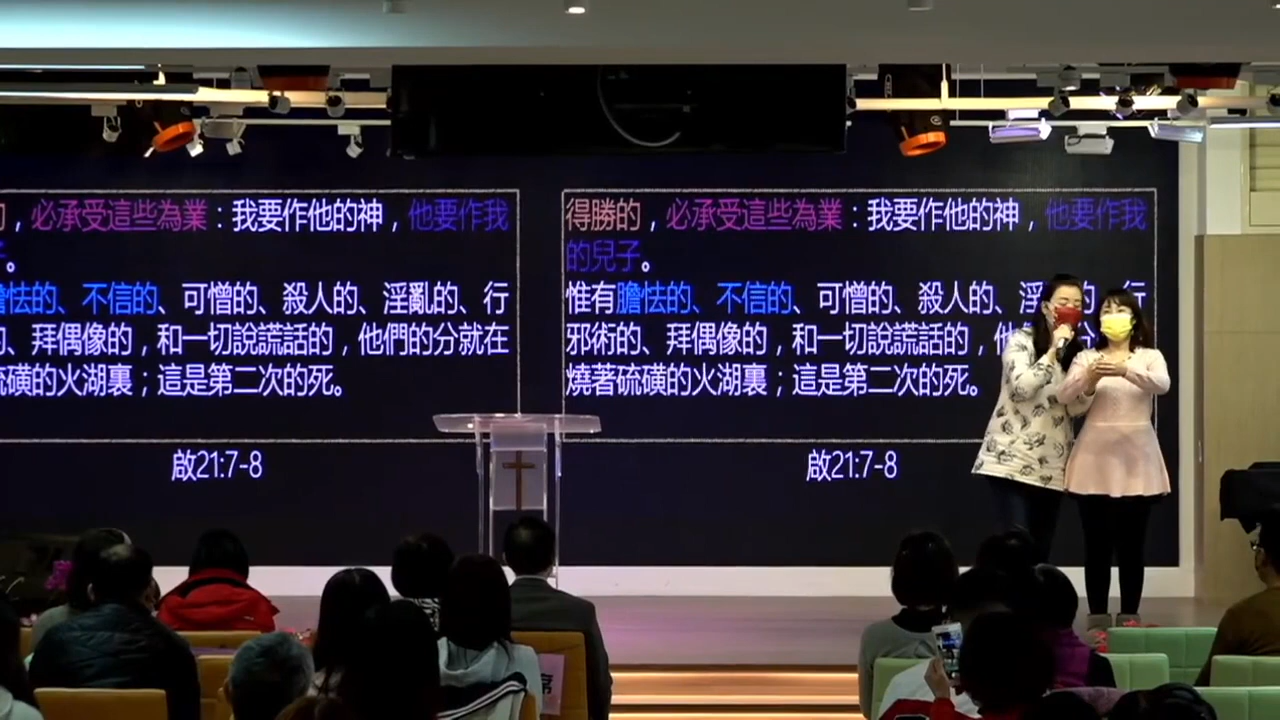 的，必承受這些為業：我要作他的神，他要作我
子。
膽怯的、不信的、可憎的、殺人的、淫亂的、行
的、拜偶像的，和一切說謊話的，他們的分就在
硫磺的火湖裏；這是第二次的死。
啟21:7-8
得勝的，必承受這些為業：我要作他的神，他要作我
的兒子。
惟有膽怯的、不信的、可憎的、殺人的、淫 行
邪術的、拜偶像的，和一切說謊話的，他 分
燒著硫磺的火湖裏；這是第二次的死。
啟21:7-8
席